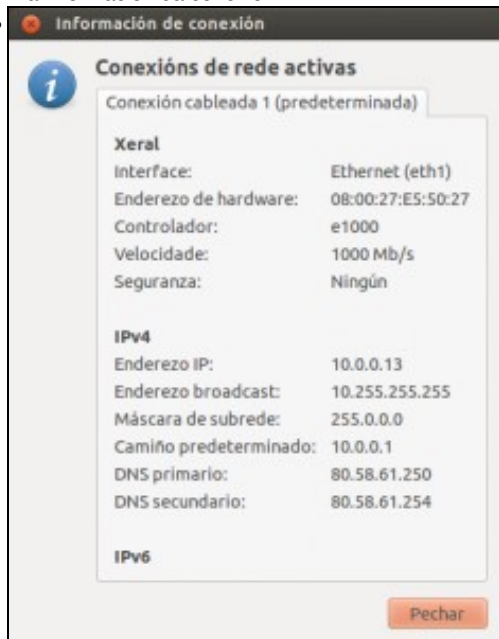 Información de conexión
Conexións de rede activas
Conexión cableada 1 (predeterminada)
Xeral
Interface: Ethernet (eth1)
Enderezo de hardware: 08:00:27:E5:50:27
Controlador: e1000
Velocidade: 1000 Mb/s
Seguranza: Ningún
IPv4
Enderezo IP: 10.0.0.13
Enderezo broadcast: 10.255.255.255
Máscara de subrede: 255.0.0.0
Camiño predeterminado: 10.0.0.1
DNS primario: 80.58.61.250
DNS secundario: 80.58.61.254
IPv6
Pechar